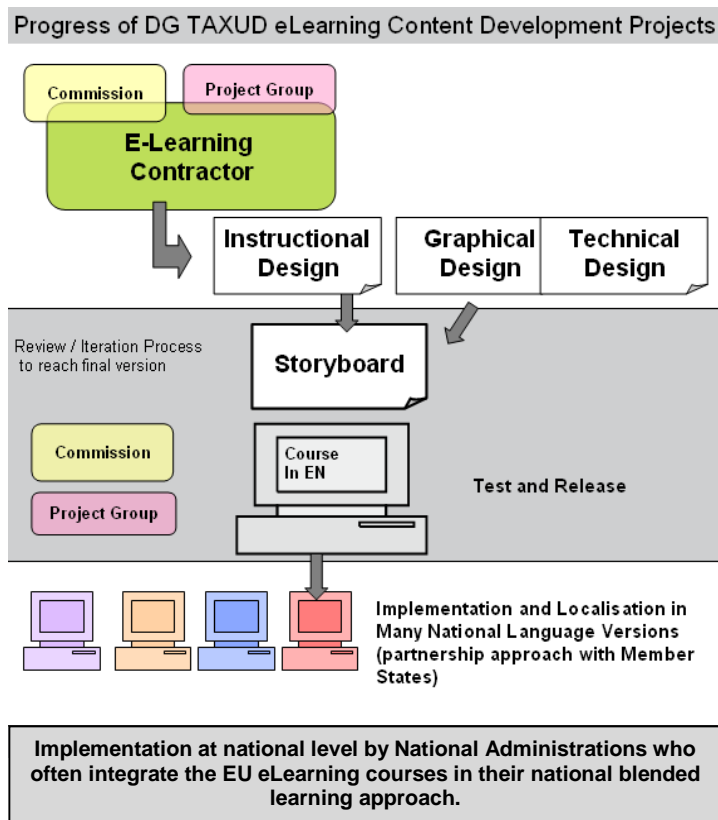 Progress of DG TAXUD eLearning Content Development Projects
Commission
Project Group
E-Learning
Contractor
Instructional
Design
Graphical
Design
Technical
Design
Review / Iteration Process
to reach final version
Storyboard
Commission
Project Group
Course
In EN
Test and Release
Implementation and Localisation in
Many National Language Versions
(partnership approach with Member
States)
Implementation at national level by National Administrations who
often integrate the EU eLearning courses in their national blended
learning approach.